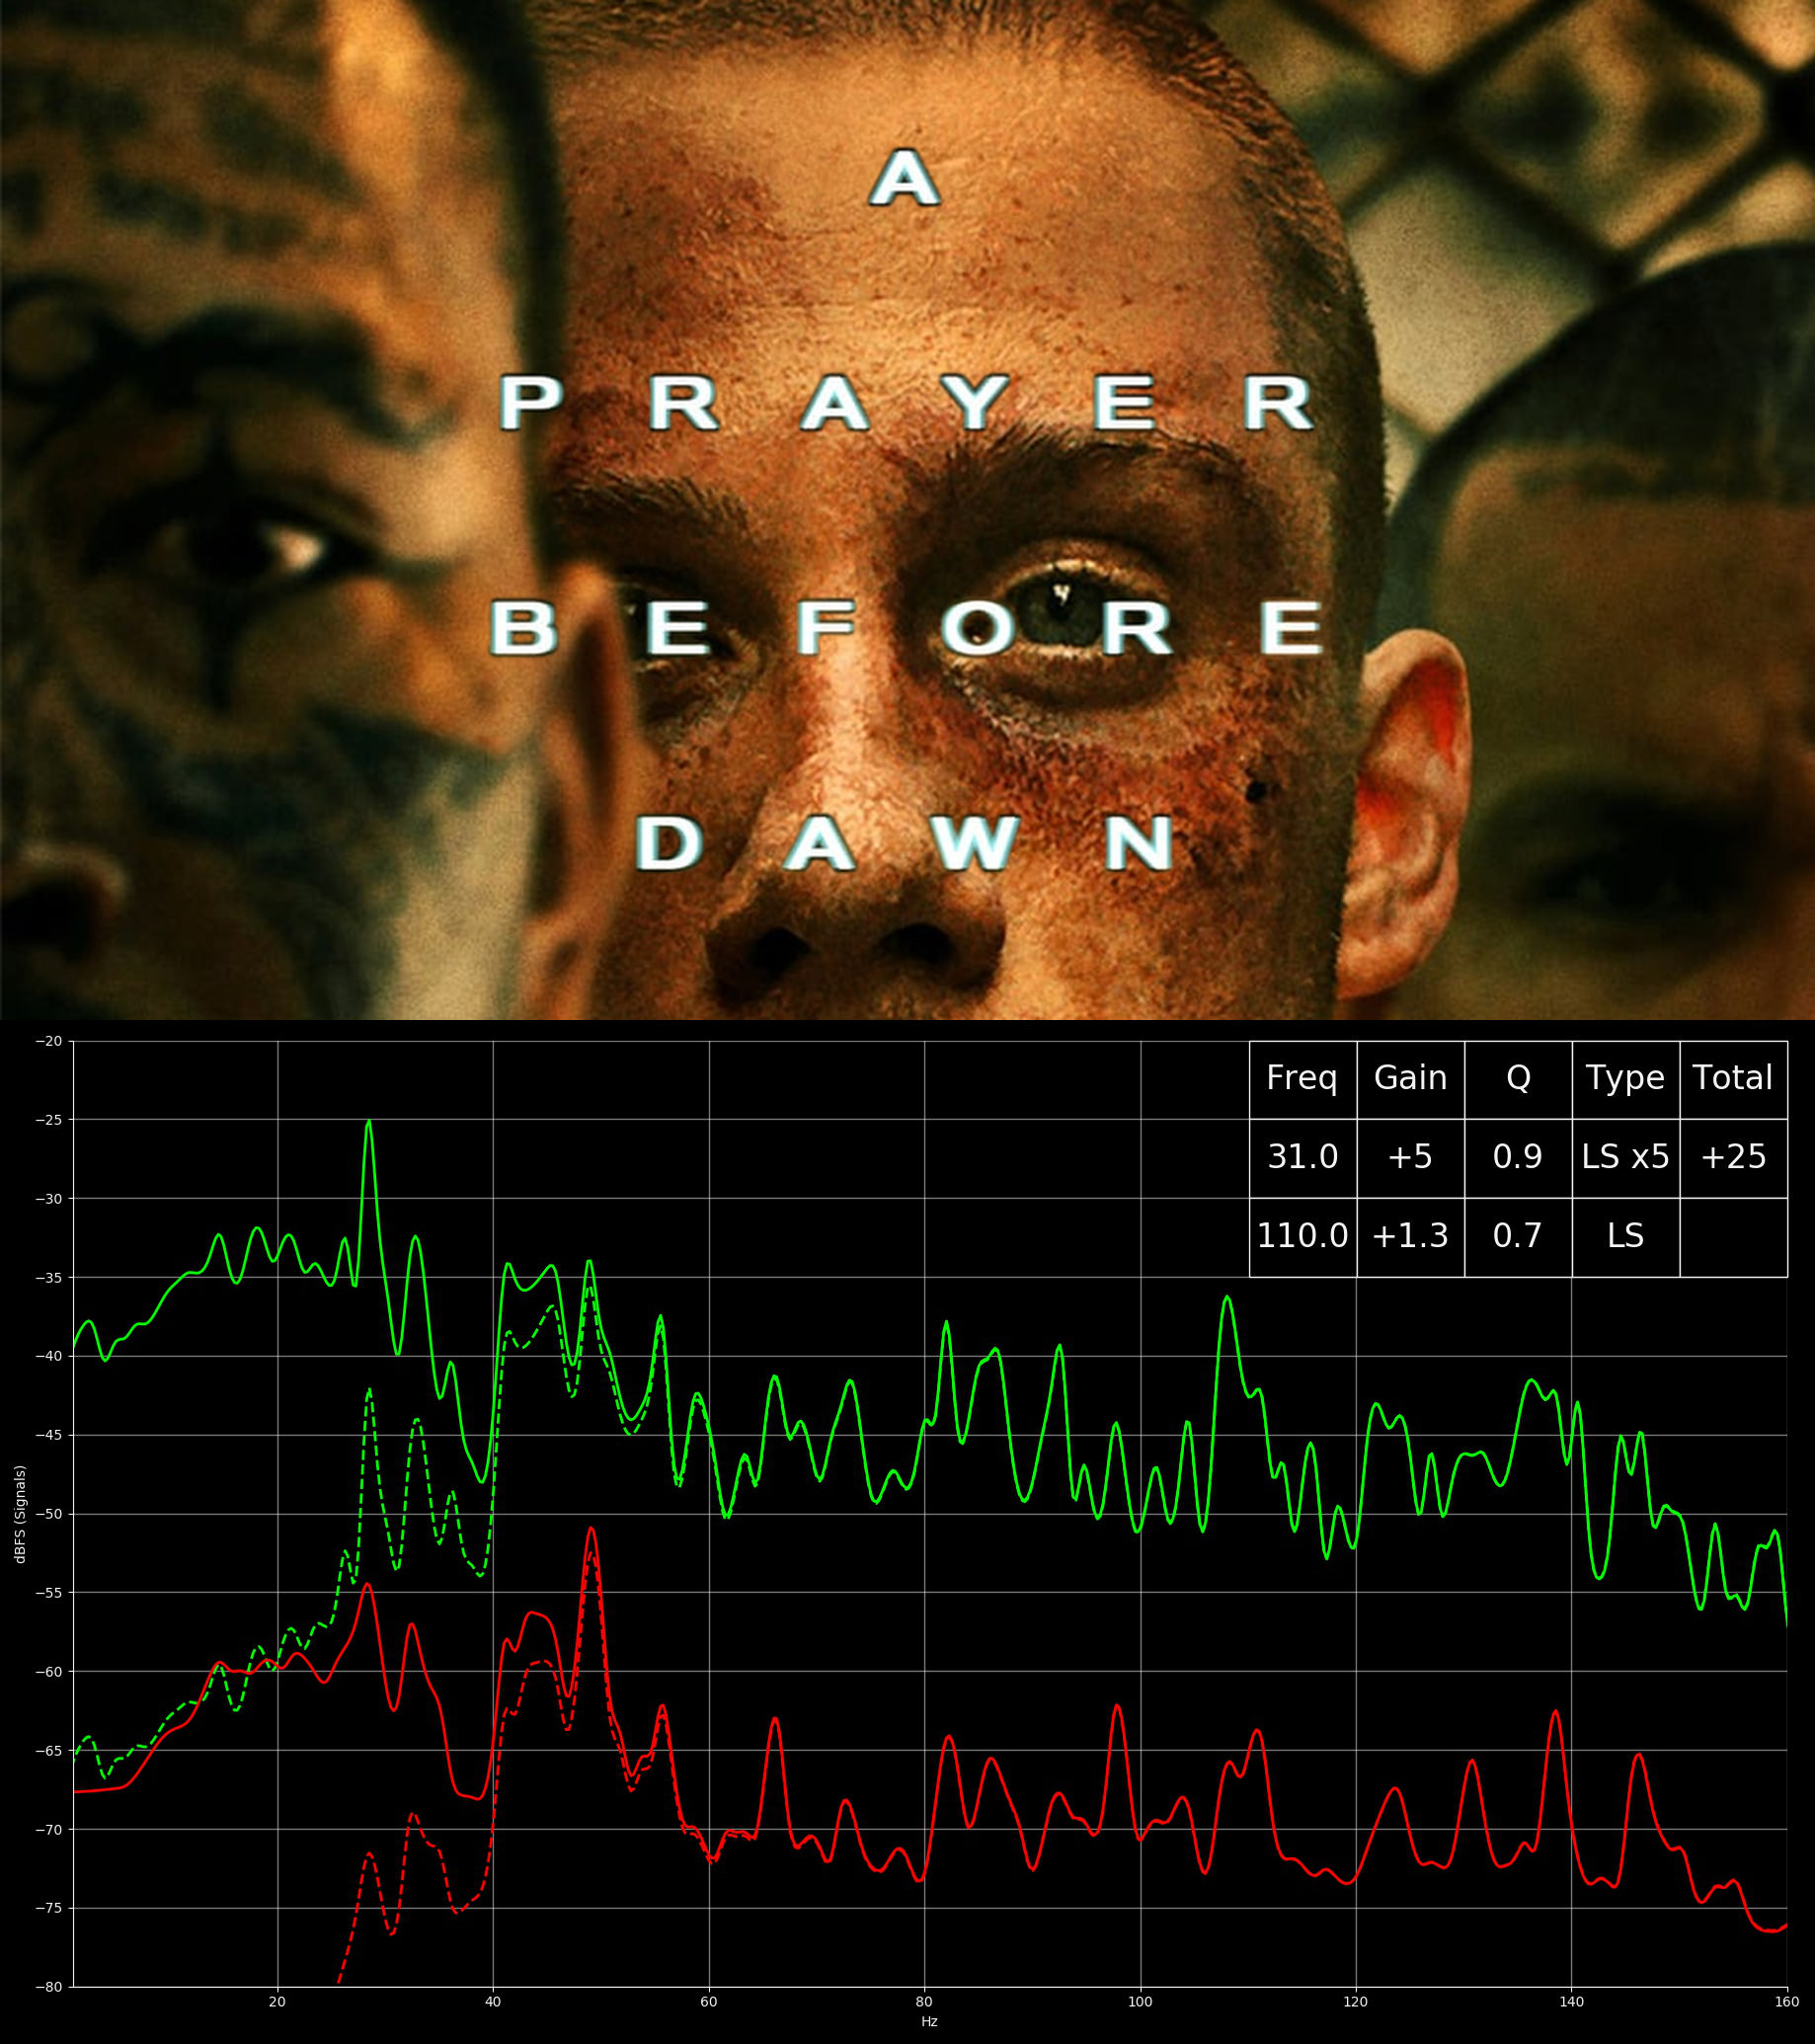 A
PRAYER
BEFORE
DAWN
Freq Gain Q Type Total
31.0 +5 0.9 LS x5 +25
110.0 +1.3 0.7 LS
−20
−25
−30
−35
−40
−45
−50
−55
−60
−65
−70
−75
−80
dBFS (Signals)
20 40 60 80 100 120 140 160
Hz